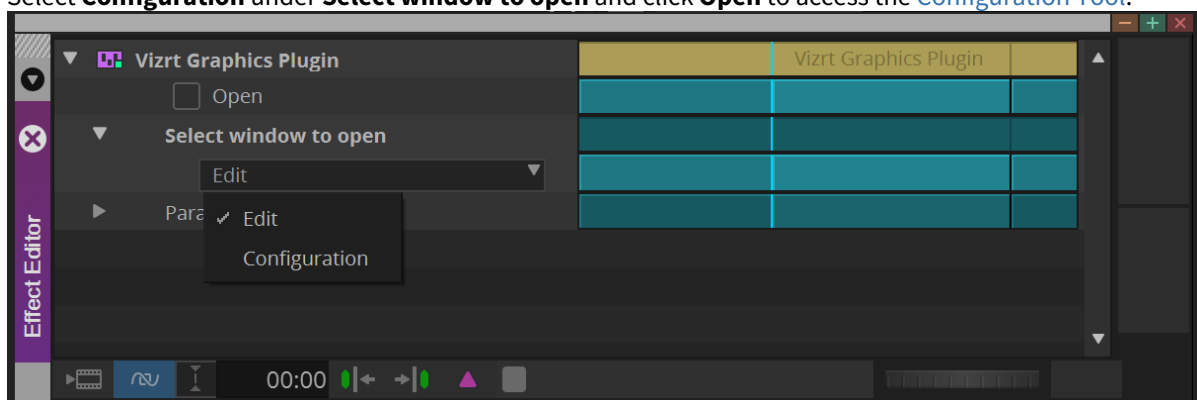 Select Configuration under Select window to open and click Open to access the Configuration Tool.
Vizrt Graphics Plugin
Vizrt Graphics Plugin
Open
Select window to open
Edit
Para
Edit
Configuration
Effect Editor
00:00